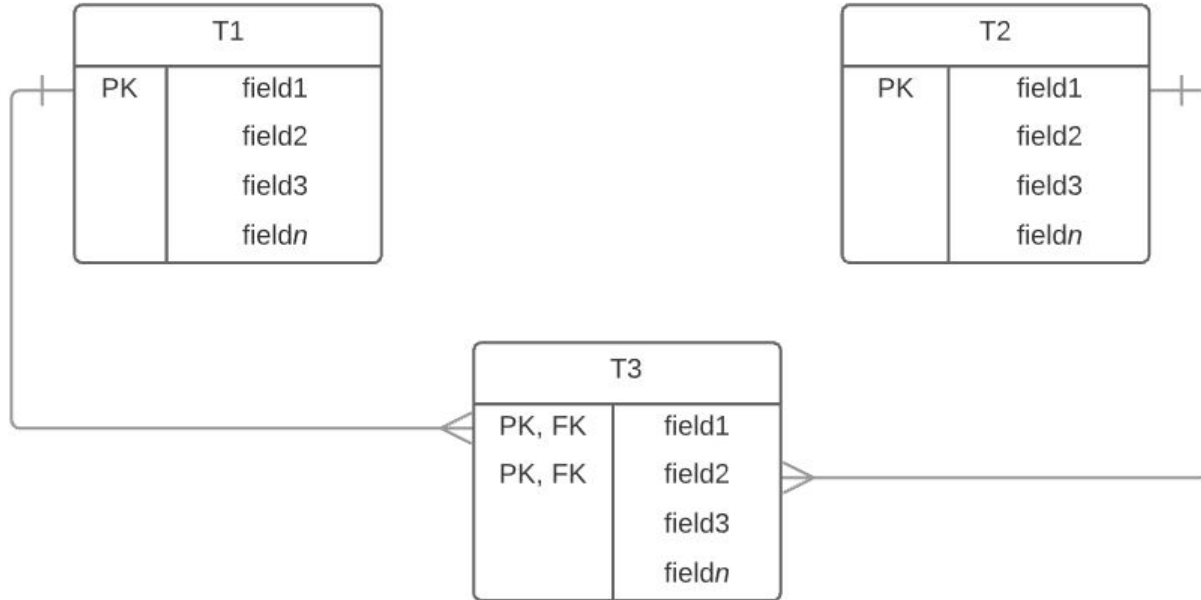 T1
PK field1
field2
field3
fieldn
T2
PK field1
field2
field3
fieldn
T3
PK, FK field1
PK, FK field2
field3
fieldn